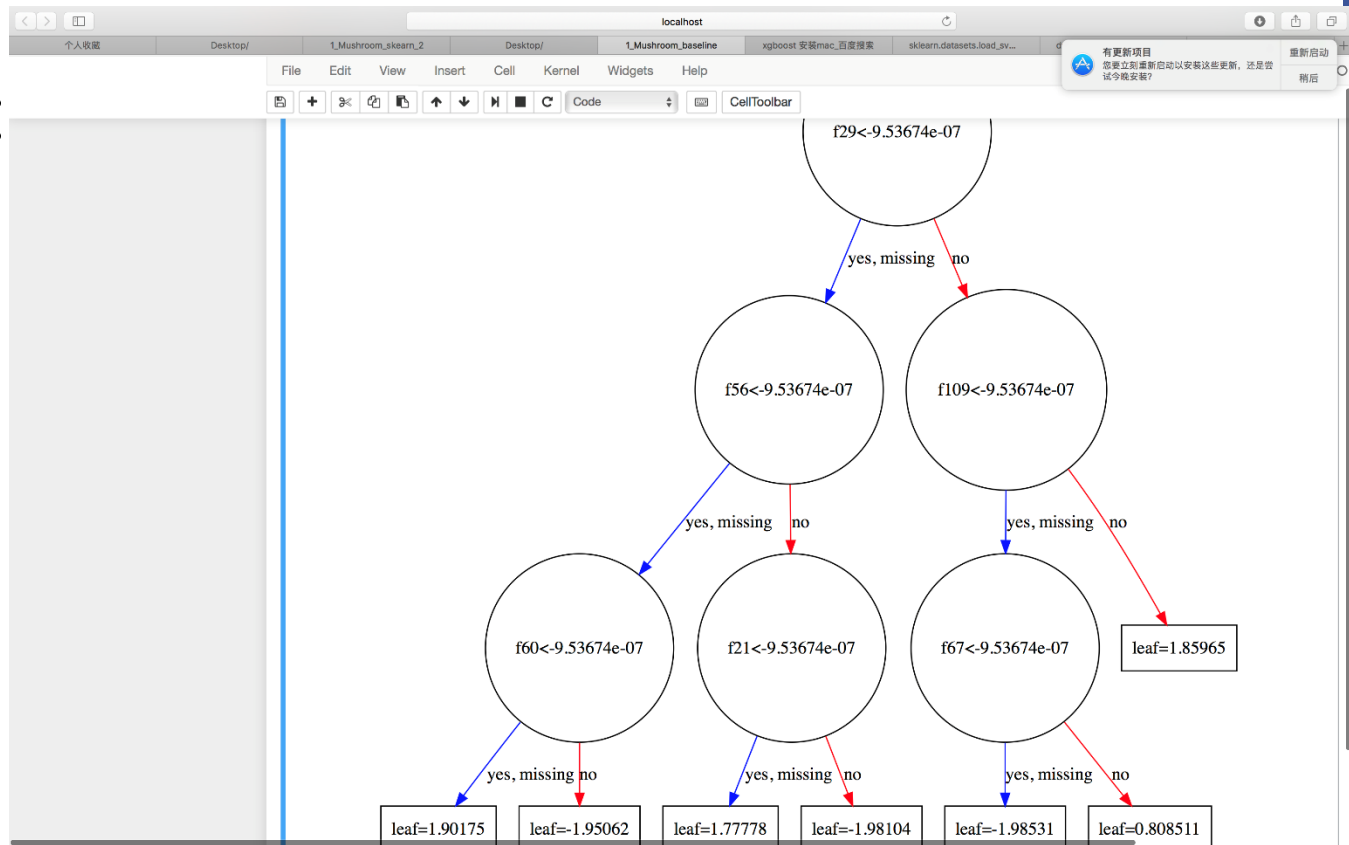 localhost
个人收藏
Desktop/
1_Mushroom_skearn_2
Desktop/
1_Mushroom_baseline
xgboost 安装mac_百度搜索
sklearn.datasets.load_sv...
有更新项目
您要立刻重新启动以安装这些更新，还是尝
试今晚安装?
重新启动
稍后
File Edit View Insert Cell Kernel Widgets Help
Code
CellToolbar
f29<-9.53674e-07
yes, missing
no
f56<-9.53674e-07
f109<-9.53674e-07
yes, missing
no
yes, missing
no
f60<-9.53674e-07
f21<-9.53674e-07
f67<-9.53674e-07
leaf=1.85965
yes, missing
no
yes, missing
no
yes, missing
no
leaf=1.90175
leaf=-1.95062
leaf=1.77778
leaf=-1.98104
leaf=-1.98531
leaf=0.808511